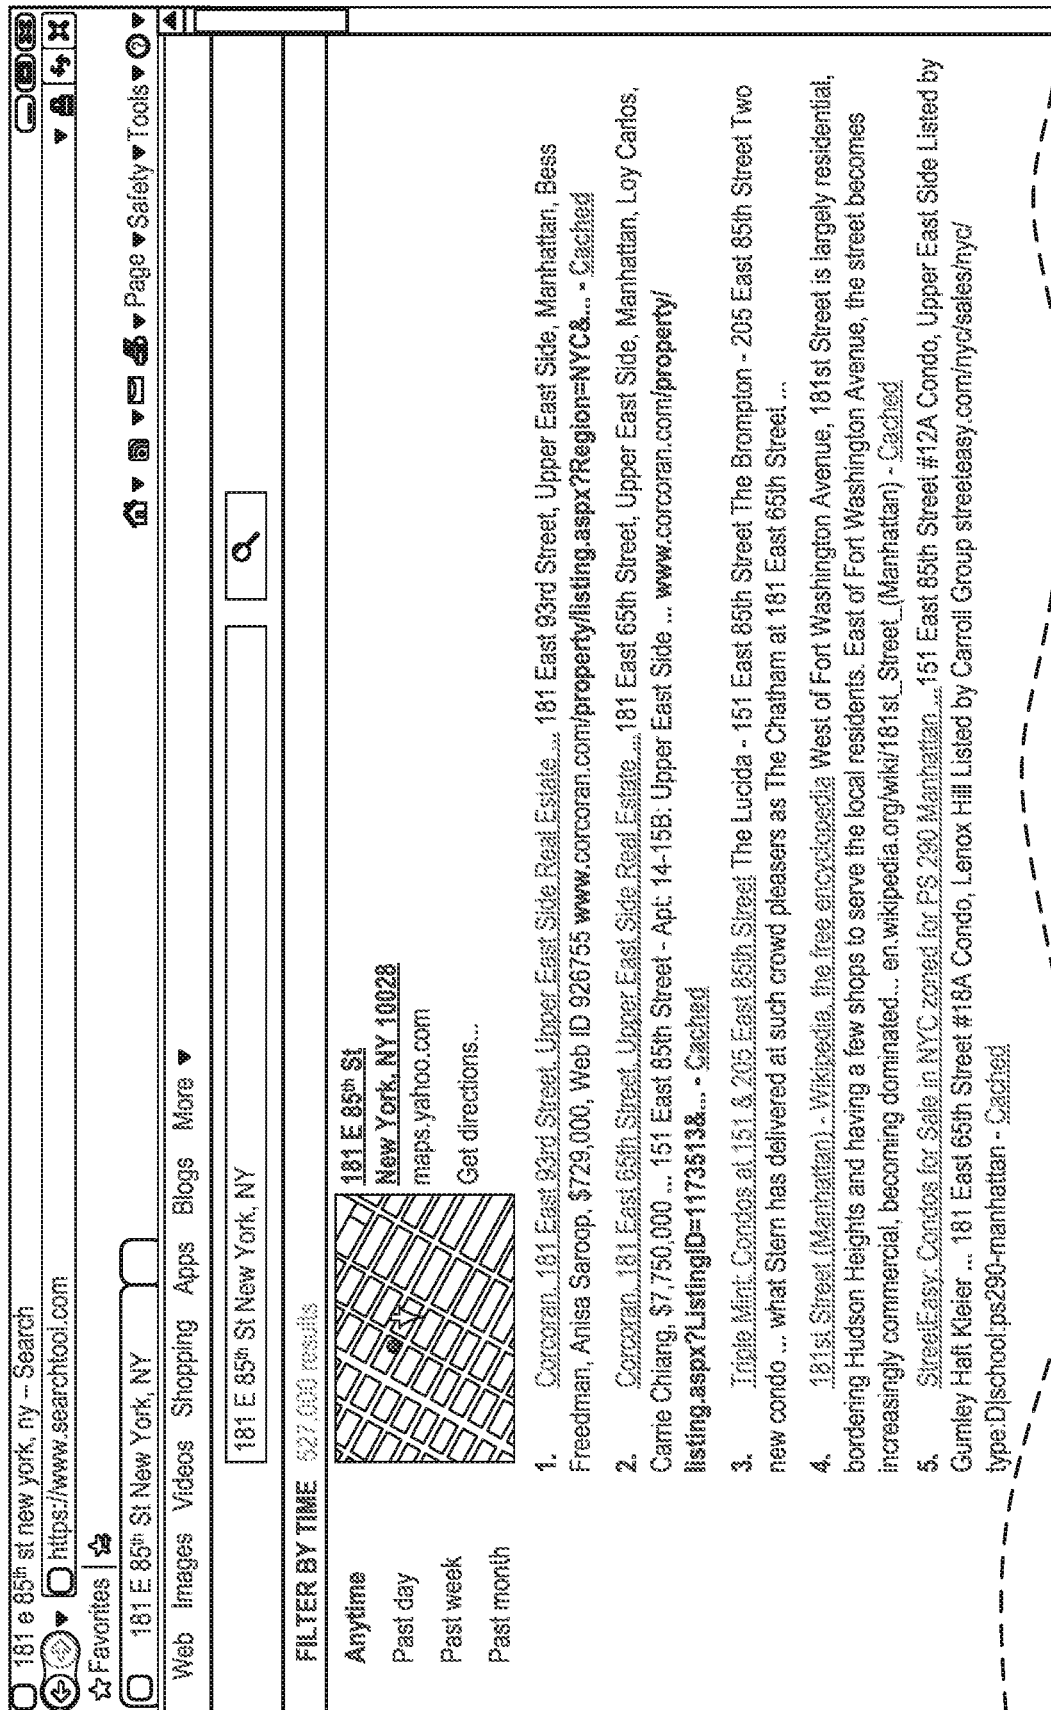 181 e 85th st new york, ny – Search
https://www.searchtool.com
Favorites
181 E 85th St New York, NY
Page Safety Tools ?
Web Images Videos Shopping Apps Blogs More
181 E 85th St New York, NY
FILTER BY TIME 527,000 results
Anytime
Past day
Past week
Past month
181 E 85th St
New York, NY 10028
maps.yahoo.com
Get directions...
1. Corcoran, 181 East 93rd Street, Upper East Side Real Estate ... 181 East 93rd Street, Upper East Side, Manhattan, Bess
Freedman, Anisa Saroop, $729,000, Web ID 926755 www.corcoran.com/property/listing.aspx?Region=NYC&... - Cached
2. Corcoran, 181 East 65th Street, Upper East Side Real Estate ...181 East 65th Street, Upper East Side, Manhattan, Loy Carlos,
Carrie Chiang, $7,750,000 ... 151 East 85th Street - Apt: 14-15B: Upper East Side ... www.corcoran.com/property/
listing.aspx?ListingID=1173513&... - Cached
3. Triple Mint Condos at 151 & 205 East 85th Street The Lucida - 151 East 85th Street The Brompton - 205 East 85th Street Two
new condo ... what Stern has delivered at such crowd pleasers as The Chatham at 181 East 65th Street ...
4. 181st Street (Manhattan) - Wikipedia, the free encyclopedia West of Fort Washington Avenue, 181st Street is largely residential,
bordering Hudson Heights and having a few shops to serve the local residents. East of Fort Washington Avenue, the street becomes
increasingly commercial, becoming dominated... en.wikipedia.org/wiki/181st_Street_(Manhattan) - Cached
5. StreetEasy: Condos for Sale in NYC zoned for PS 290 Manhattan ...151 East 85th Street #12A Condo, Upper East Side Listed by
Gumley Haft Kleier ... 181 East 65th Street #18A Condo, Lenox Hill Listed by Carroll Group streeteasy.com/nyc/sales/nyc/
type:D|school:ps290-manhattan - Cached